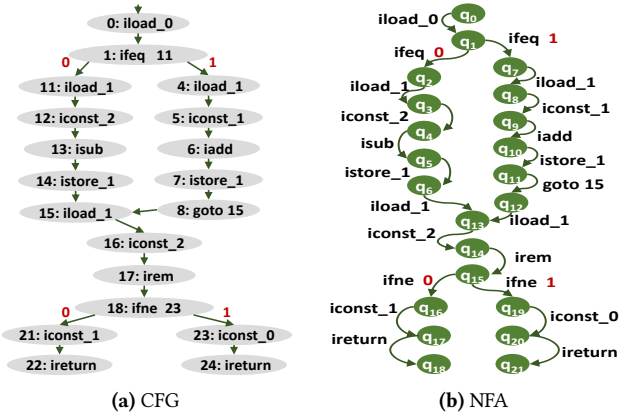 0: iload_0
0
1: ifeq 11
1
11: iload_1
4: iload_1
12: iconst_2
5: iconst_1
13: isub
6: iadd
14: istore_1
7: istore_1
15: iload_1
8: goto 15
16: iconst_2
17: irem
0
18: ifne 23
1
21: iconst_1
23: iconst_0
22: ireturn
24: ireturn
(a) CFG
iload_0
q0
q1
ifeq 0
ifeq 1
q2
q7
iload_1
iload_1
q3
q8
iconst_2
iconst_1
q4
q9
isub
iadd
q5
q10
istore_1
istore_1
q6
q11
goto 15
q12
iload_1
iload_1
q13
iconst_2
q14
irem
q15
ifne 0
ifne 1
iconst_1
q16
q19
iconst_0
q17
q20
ireturn
ireturn
q18
q21
(b) NFA